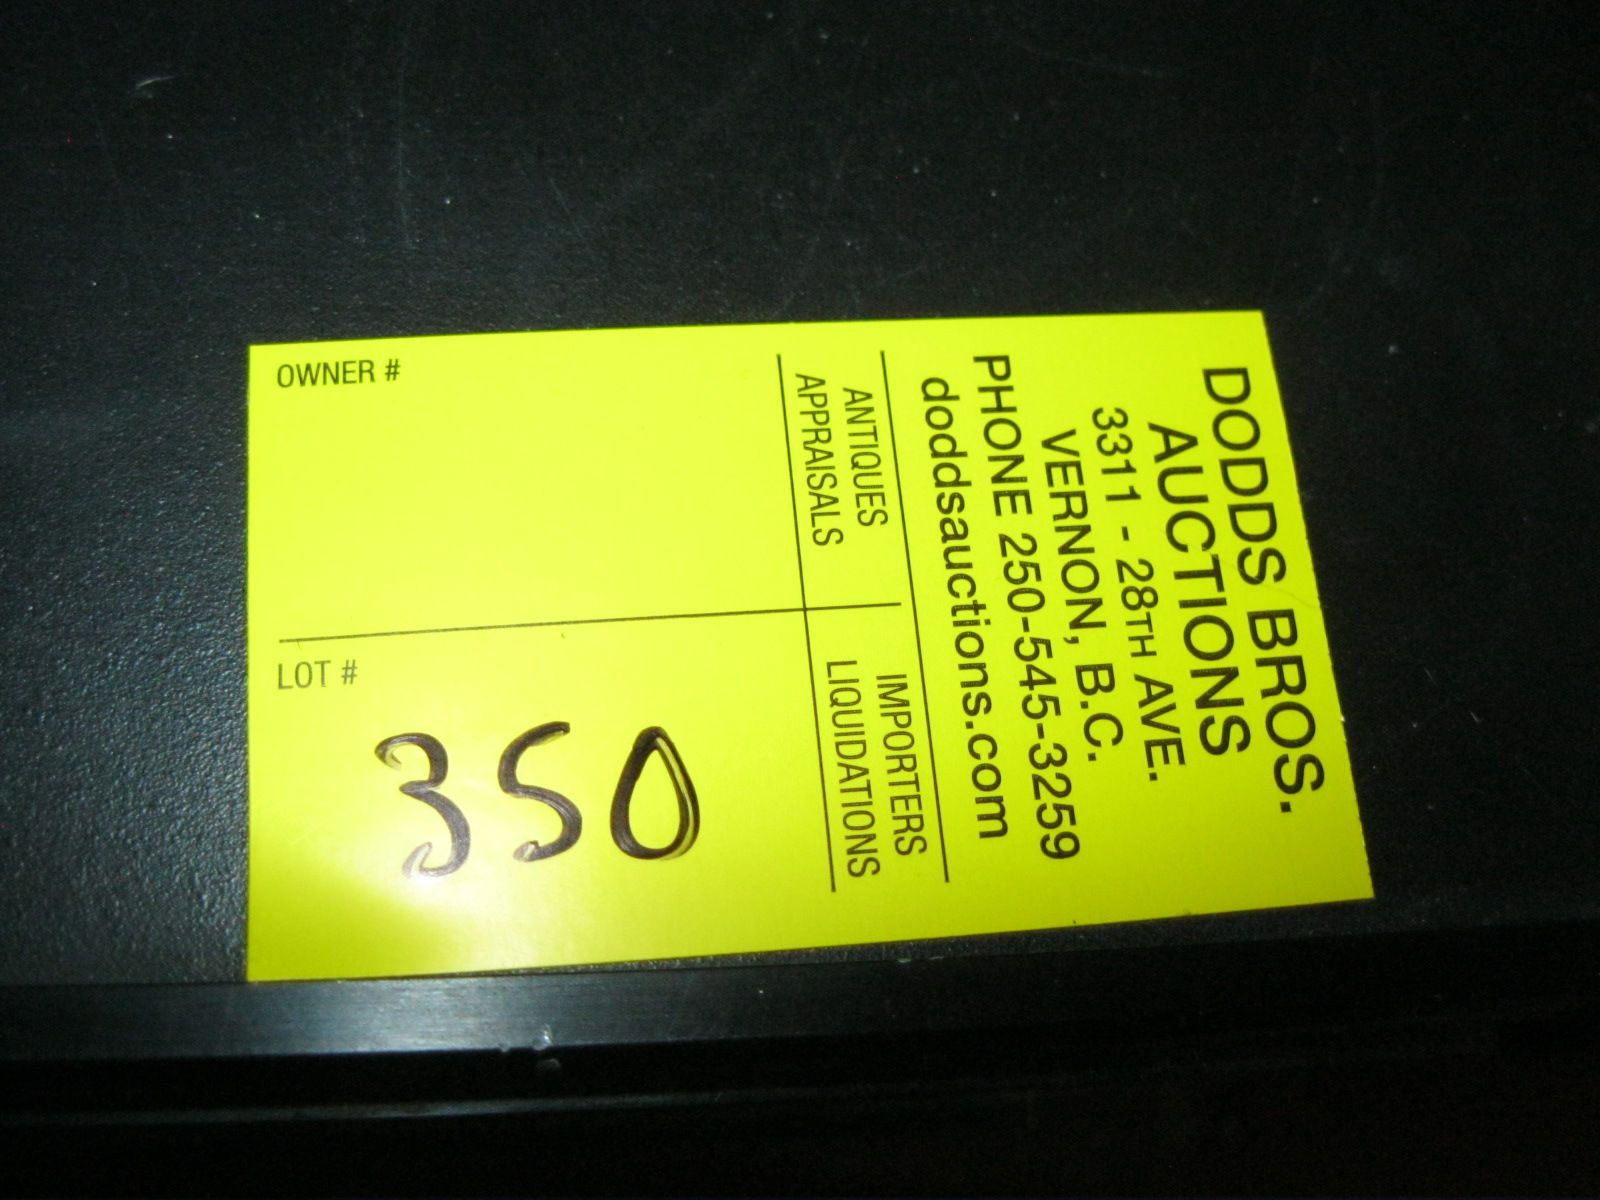 DODDS BROS.
AUCTIONS
3311 - 28TH AVE.
VERNON, B.C.
PHONE 250-545-3259
doddsauctions.com
ANTIQUES
APPRAISALS
IMPORTERS
LIQUIDATIONS
OWNER #
LOT #
350